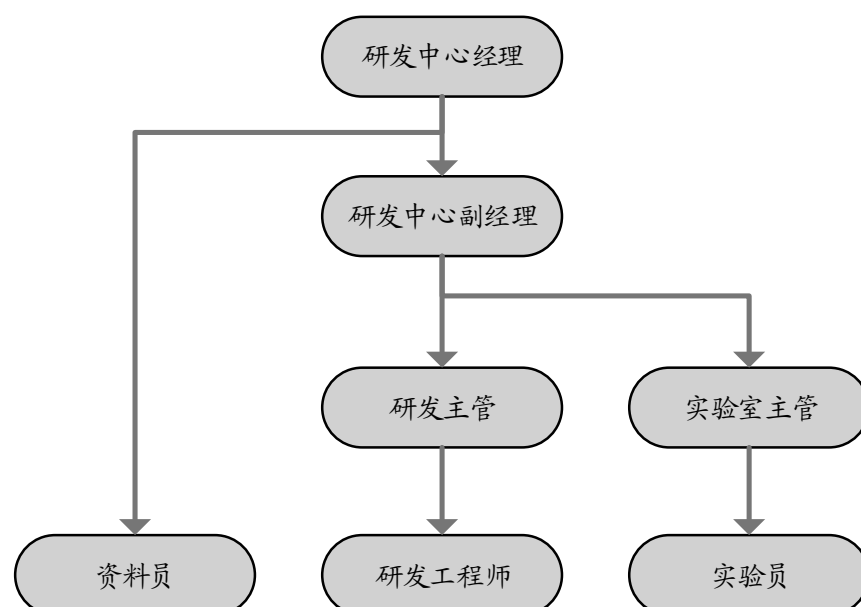 研发中心经理
研发中心副经理
研发主管
实验室主管
资料员
研发工程师
实验员